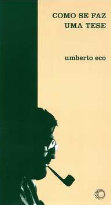 COMO SE FAZ
UMA TESE
umberto eco